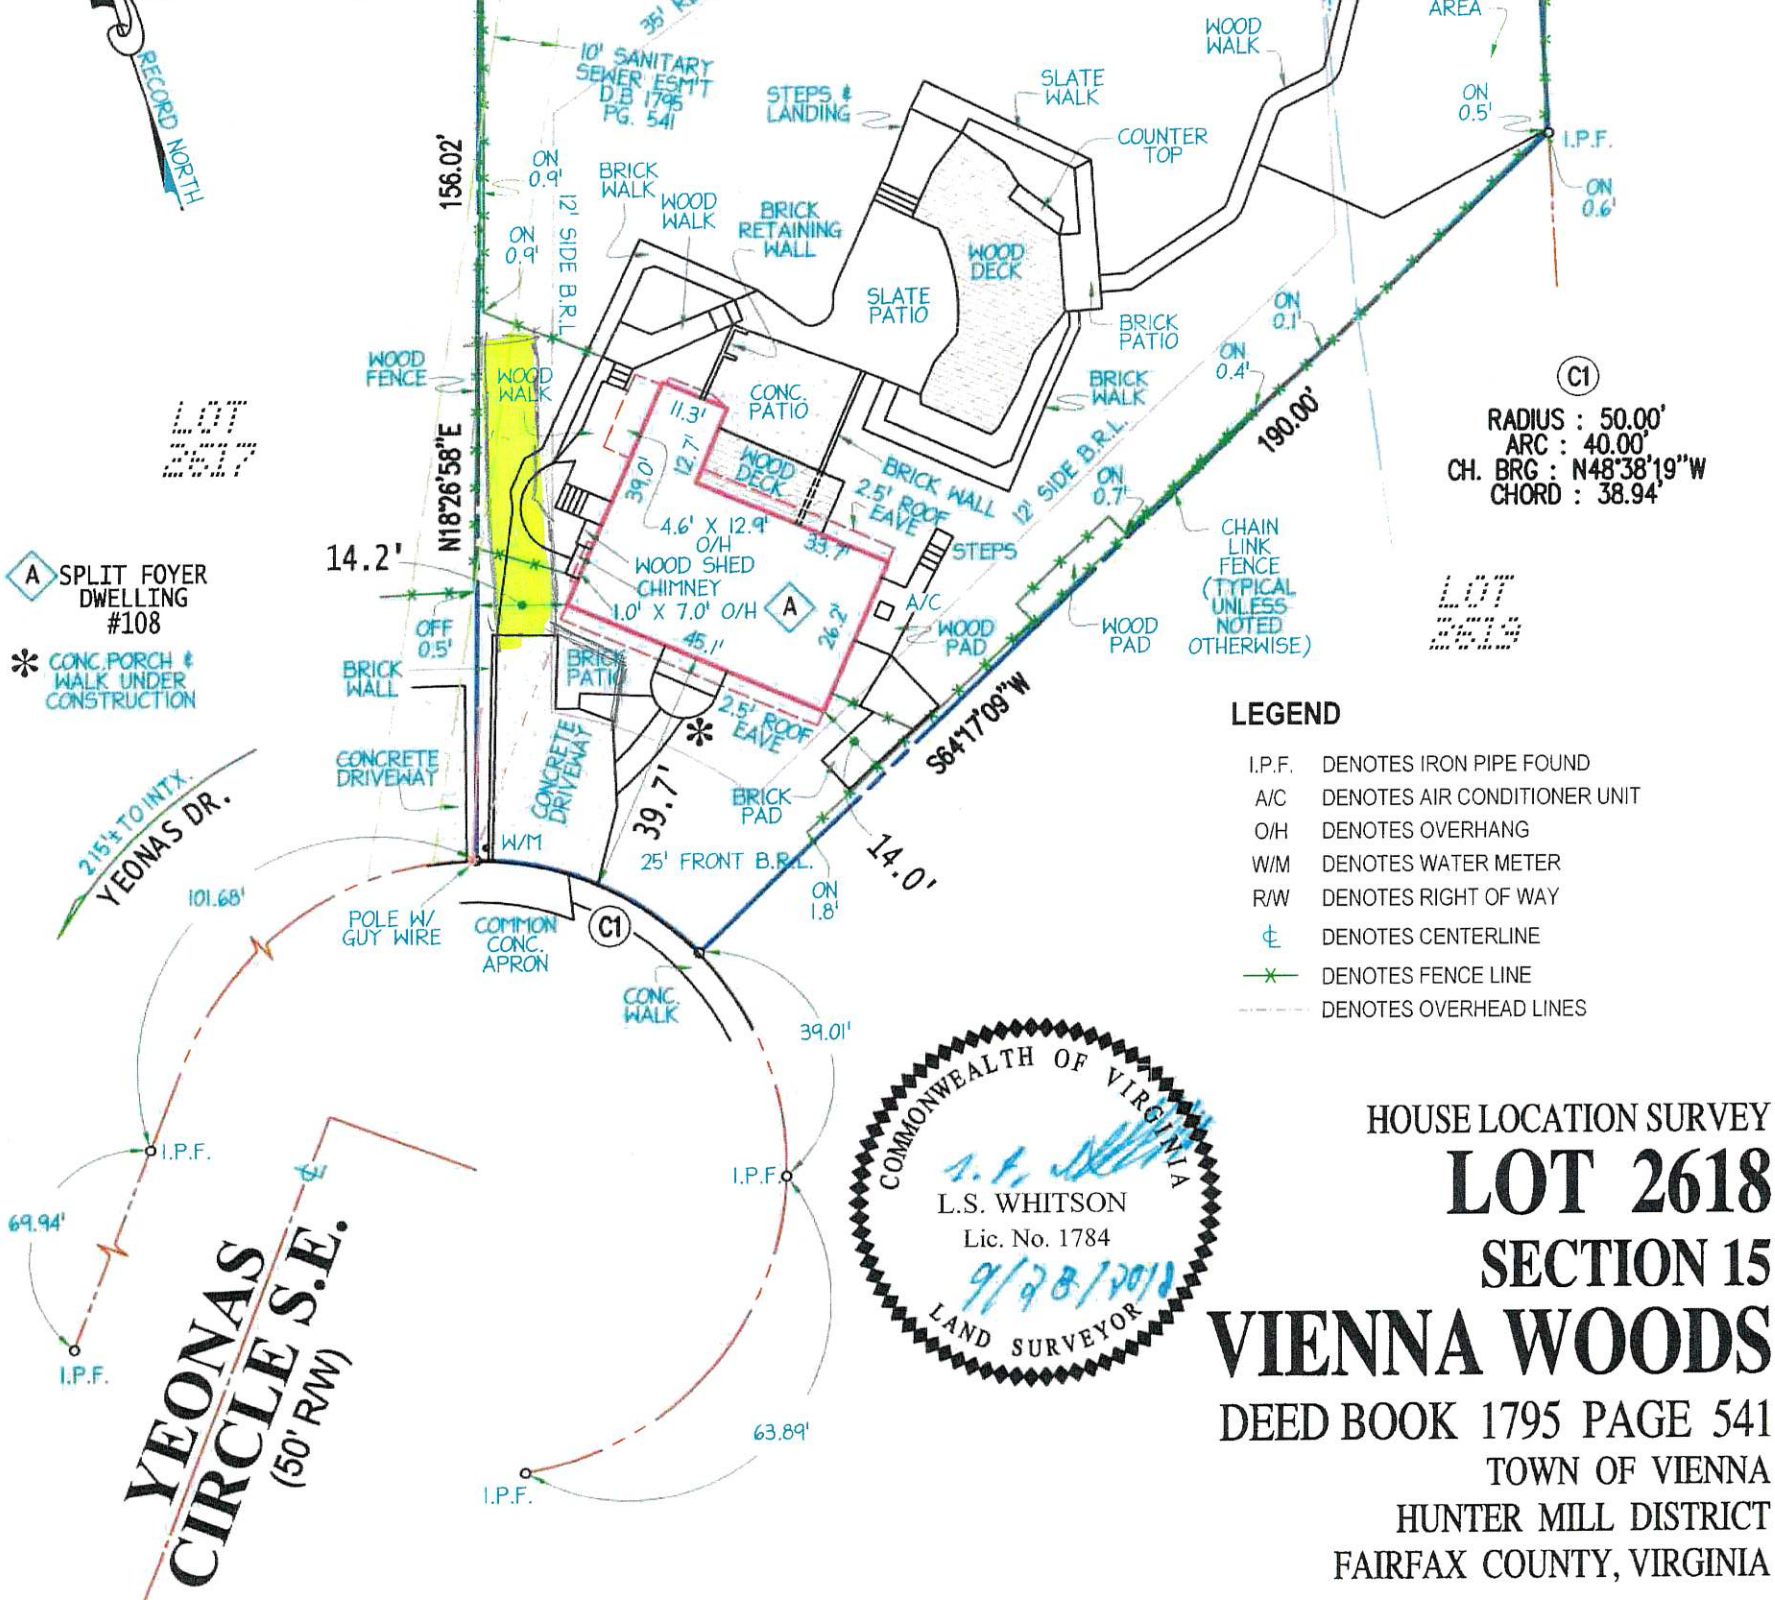 RECORD NORTH
35' R
10' SANITARY
SEWER ESM'T
D.B 1795
PG. 541
156.02'
N18°26'58"E
ON
0.9'
ON
0.9'
12' SIDE B.R.L.
BRICK
WALK
WOOD
WALK
BRICK
RETAINING
WALL
STEPS &
LANDING
SLATE
WALK
COUNTER
TOP
WOOD
WALK
AREA
ON
0.5'
I.P.F.
ON
0.6'
WOOD
DECK
SLATE
PATIO
BRICK
PATIO
BRICK
WALK
ON
0.1'
ON
0.4'
190.00'
C1
RADIUS : 50.00'
ARC : 40.00'
CH. BRG : N48°38'19"W
CHORD : 38.94'
LOT
2617
WOOD
FENCE
WOOD
WALK
CONC.
PATIO
11.3'
12.7'
39.0'
WOOD
DECK
BRICK WALL
2.5' ROOF
EAVE
33.7'
12' SIDE B.R.L.
ON
0.7'
CHAIN
LINK
FENCE
(TYPICAL
UNLESS
NOTED
OTHERWISE)
LOT
2619
14.2'
4.6' X 12.9'
O/H
WOOD SHED
CHIMNEY
1.0' X 7.0' O/H
A
45.1'
26.2'
STEPS
A/C
WOOD
PAD
WOOD
PAD
A SPLIT FOYER
DWELLING
#108
* CONC. PORCH &
WALK UNDER
CONSTRUCTION
OFF
0.5'
BRICK
WALL
BRICK
PATIO
2.5' ROOF
EAVE
*
S64°17'09"W
CONCRETE
DRIVEWAY
CONCRETE
DRIVEWAY
39.7'
BRICK
PAD
14.0'
W/M
25' FRONT B.R.L.
ON
1.8'
215'± TO INTX.
YEONAS DR.
101.68'
POLE W/
GUY WIRE
COMMON
CONC.
APRON
C1
CONC.
WALK
39.01'
I.P.F.
I.P.F.
69.94'
I.P.F.
63.89'
I.P.F.
YEONAS
CIRCLE S.E.
(50' R/W)
LEGEND
I.P.F. DENOTES IRON PIPE FOUND
A/C DENOTES AIR CONDITIONER UNIT
O/H DENOTES OVERHANG
W/M DENOTES WATER METER
R/W DENOTES RIGHT OF WAY
℄ DENOTES CENTERLINE
DENOTES FENCE LINE
DENOTES OVERHEAD LINES
COMMONWEALTH OF VIRGINIA
L.S. WHITSON
Lic. No. 1784
9/28/2018
LAND SURVEYOR
HOUSE LOCATION SURVEY
LOT 2618
SECTION 15
VIENNA WOODS
DEED BOOK 1795 PAGE 541
TOWN OF VIENNA
HUNTER MILL DISTRICT
FAIRFAX COUNTY, VIRGINIA